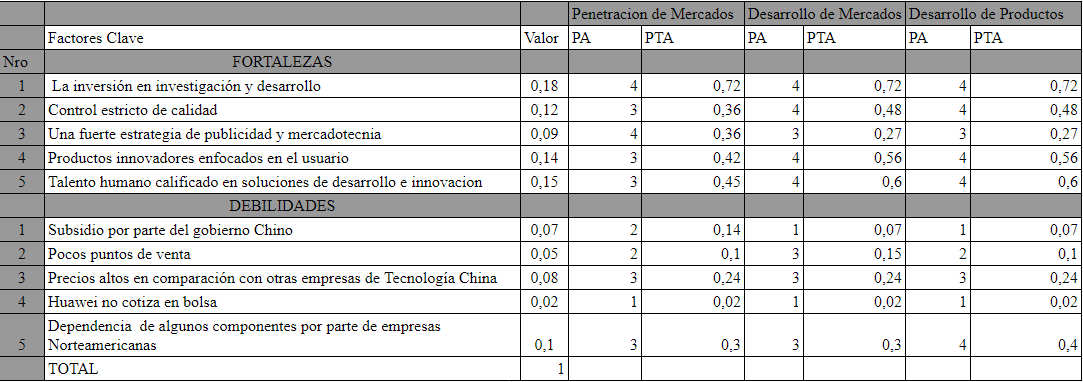 Penetracion de Mercados Desarrollo de Mercados Desarrollo de Productos
Factores Clave Valor PA PTA PA PTA PA PTA
Nro FORTALEZAS
1 La inversión en investigación y desarrollo 0,18 4 0,72 4 0,72 4 0,72
2 Control estricto de calidad 0,12 3 0,36 4 0,48 4 0,48
3 Una fuerte estrategia de publicidad y mercadotecnia 0,09 4 0,36 3 0,27 3 0,27
4 Productos innovadores enfocados en el usuario 0,14 3 0,42 4 0,56 4 0,56
5 Talento humano calificado en soluciones de desarrollo e innovacion 0,15 3 0,45 4 0,6 4 0,6
DEBILIDADES
1 Subsidio por parte del gobierno Chino 0,07 2 0,14 1 0,07 1 0,07
2 Pocos puntos de venta 0,05 2 0,1 3 0,15 2 0,1
3 Precios altos en comparación con otras empresas de Tecnología China 0,08 3 0,24 3 0,24 3 0,24
4 Huawei no cotiza en bolsa 0,02 1 0,02 1 0,02 1 0,02
Dependencia de algunos componentes por parte de empresas
5 Norteamericanas 0,1 3 0,3 3 0,3 4 0,4
TOTAL 1